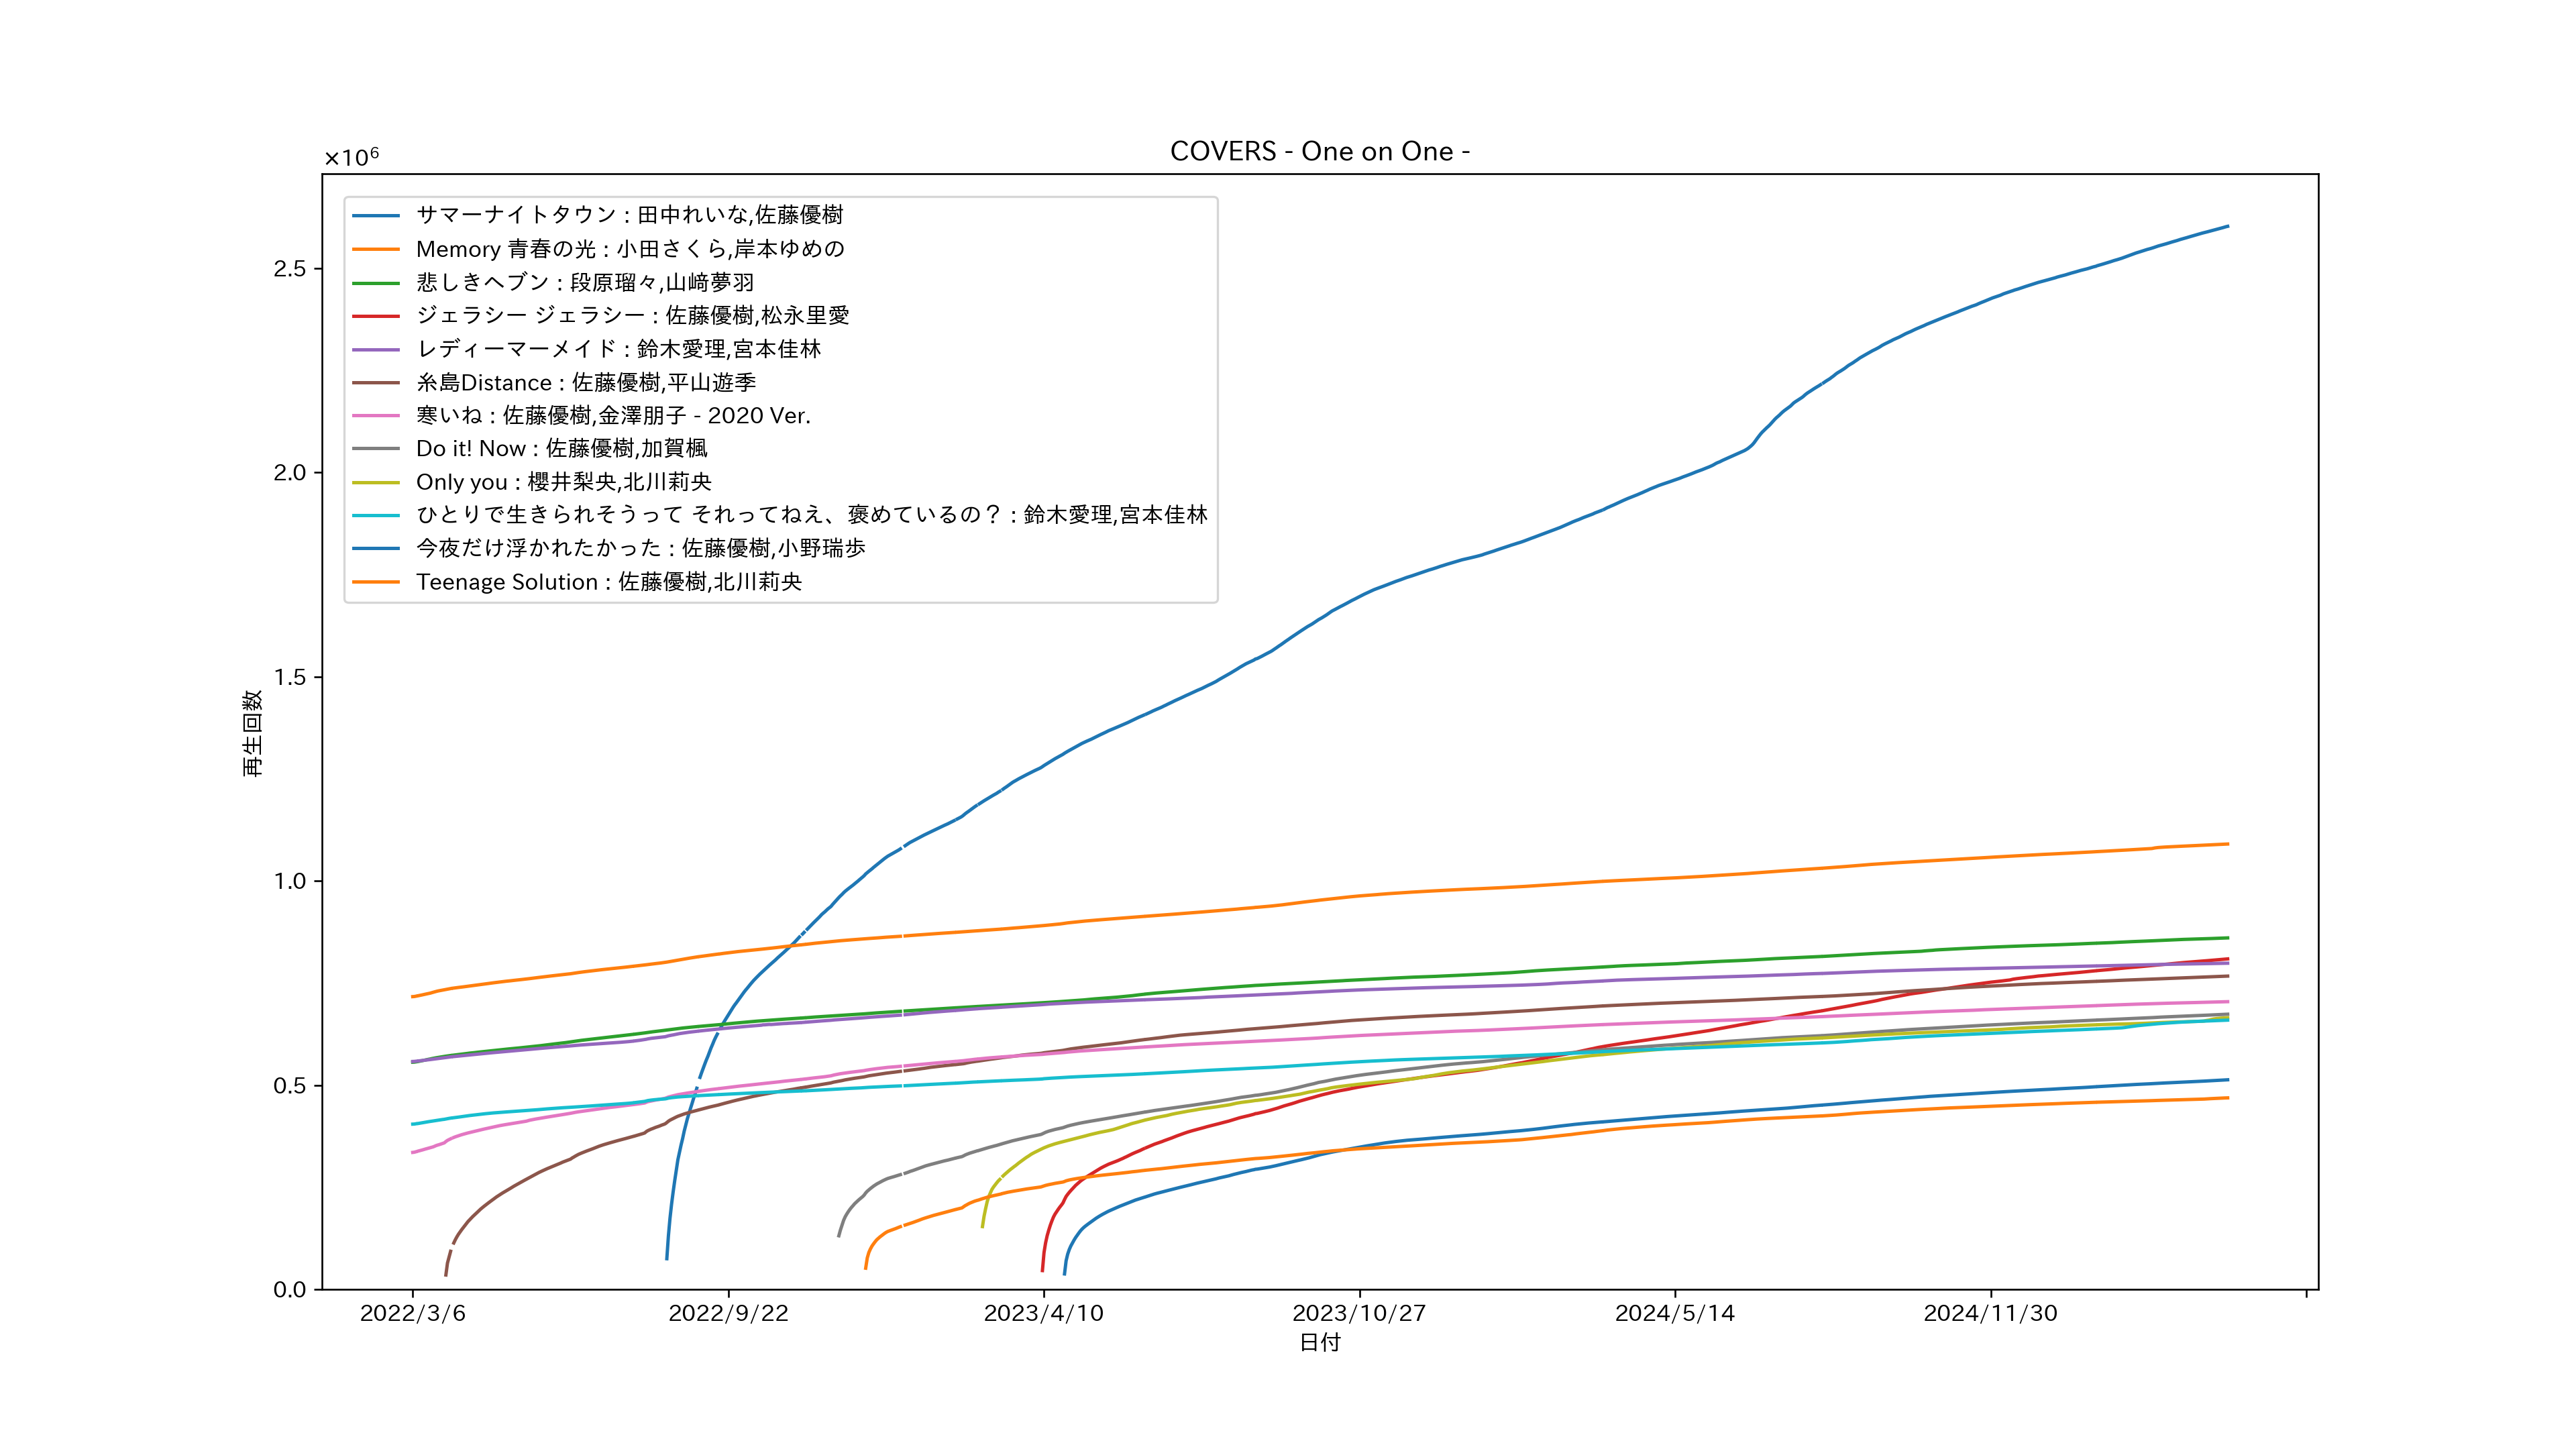 COVERS - One on One -
×10⁶
サマーナイトタウン : 田中れいな,佐藤優樹
Memory 青春の光 : 小田さくら,岸本ゆめの
悲しきヘブン : 段原瑠々,山﨑夢羽
ジェラシー ジェラシー : 佐藤優樹,松永里愛
レディーマーメイド : 鈴木愛理,宮本佳林
糸島Distance : 佐藤優樹,平山遊季
寒いね : 佐藤優樹,金澤朋子 - 2020 Ver.
Do it! Now : 佐藤優樹,加賀楓
Only you : 櫻井梨央,北川莉央
ひとりで生きられそうって それってねえ、褒めているの？ : 鈴木愛理,宮本佳林
今夜だけ浮かれたかった : 佐藤優樹,小野瑞歩
Teenage Solution : 佐藤優樹,北川莉央
2.5
2.0
1.5
1.0
0.5
0.0
再生回数
2022/3/6
2022/9/22
2023/4/10
2023/10/27
2024/5/14
2024/11/30
日付